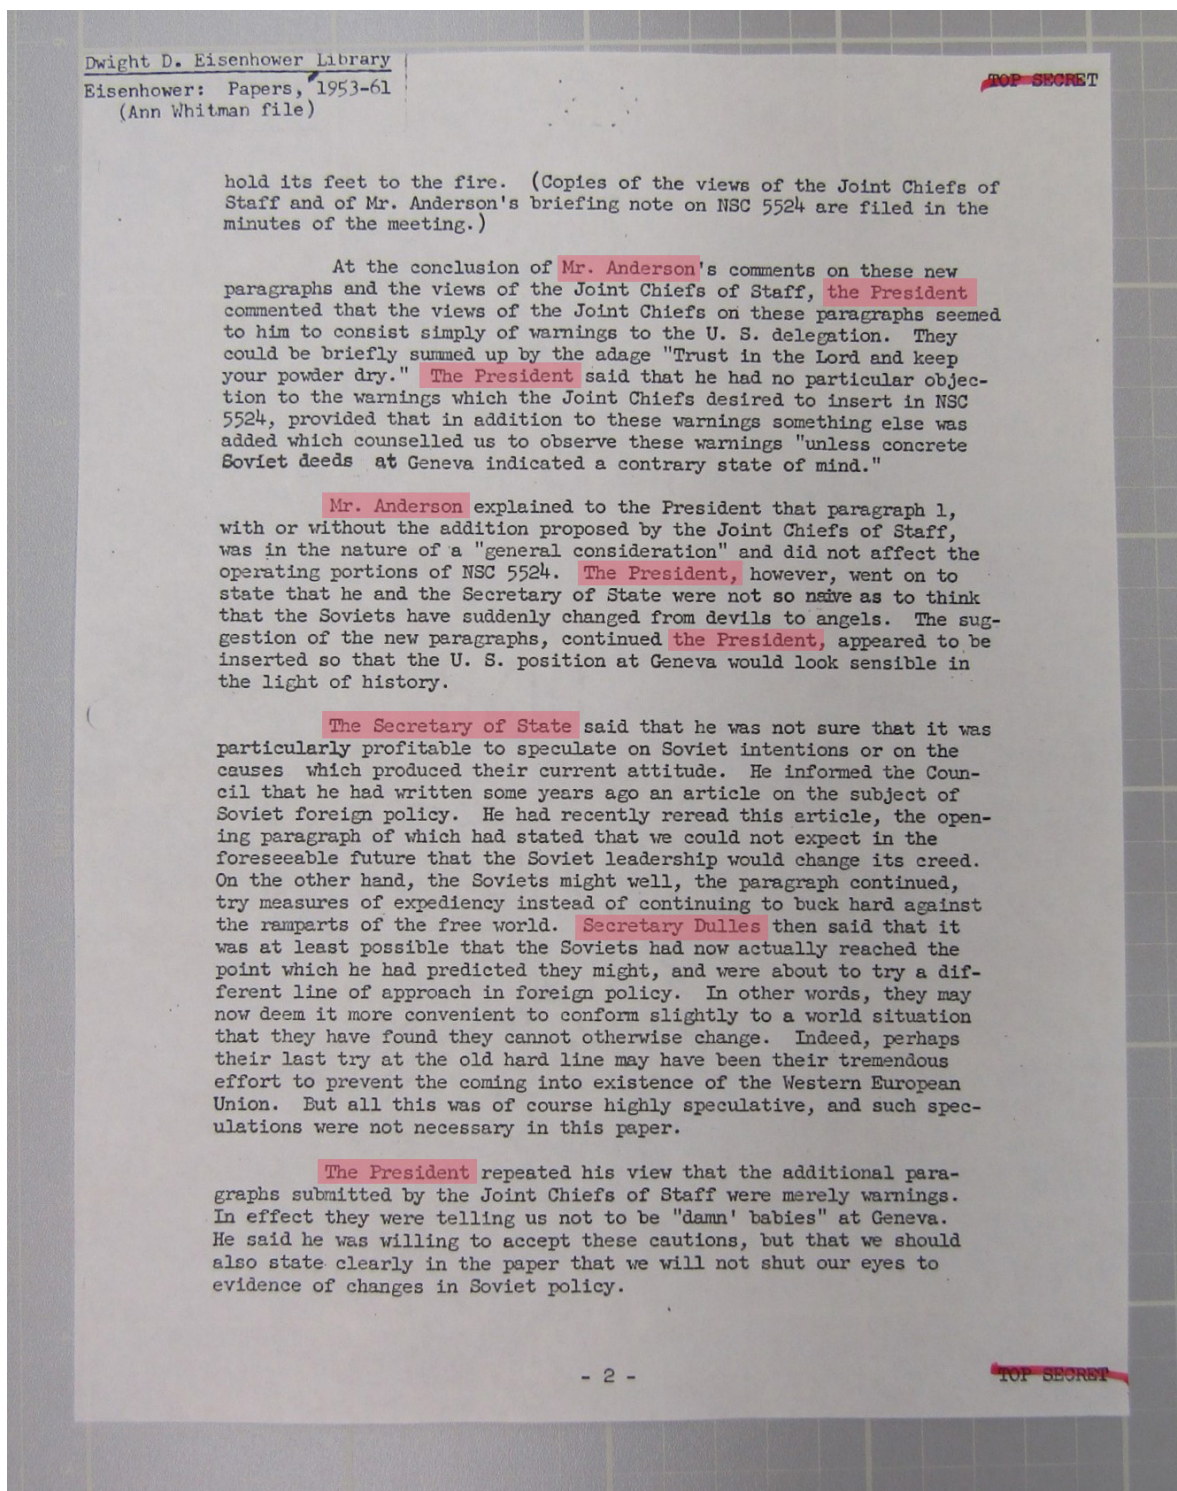 Dwight D. Eisenhower Library
Eisenhower: Papers, 1953-61
(Ann Whitman file)
TOP SECRET
hold its feet to the fire. (Copies of the views of the Joint Chiefs of
Staff and of Mr. Anderson's briefing note on NSC 5524 are filed in the
minutes of the meeting.)
At the conclusion of Mr. Anderson's comments on these new
paragraphs and the views of the Joint Chiefs of Staff, the President
commented that the views of the Joint Chiefs on these paragraphs seemed
to him to consist simply of warnings to the U. S. delegation. They
could be briefly summed up by the adage "Trust in the Lord and keep
your powder dry." The President said that he had no particular objec-
tion to the warnings which the Joint Chiefs desired to insert in NSC
5524, provided that in addition to these warnings something else was
added which counselled us to observe these warnings "unless concrete
Soviet deeds at Geneva indicated a contrary state of mind."
Mr. Anderson explained to the President that paragraph 1,
with or without the addition proposed by the Joint Chiefs of Staff,
was in the nature of a "general consideration" and did not affect the
operating portions of NSC 5524. The President, however, went on to
state that he and the Secretary of State were not so naive as to think
that the Soviets have suddenly changed from devils to angels. The sug-
gestion of the new paragraphs, continued the President, appeared to be
inserted so that the U. S. position at Geneva would look sensible in
the light of history.
The Secretary of State said that he was not sure that it was
particularly profitable to speculate on Soviet intentions or on the
causes which produced their current attitude. He informed the Coun-
cil that he had written some years ago an article on the subject of
Soviet foreign policy. He had recently reread this article, the open-
ing paragraph of which had stated that we could not expect in the
foreseeable future that the Soviet leadership would change its creed.
On the other hand, the Soviets might well, the paragraph continued,
try measures of expediency instead of continuing to buck hard against
the ramparts of the free world. Secretary Dulles then said that it
was at least possible that the Soviets had now actually reached the
point which he had predicted they might, and were about to try a dif-
ferent line of approach in foreign policy. In other words, they may
now deem it more convenient to conform slightly to a world situation
that they have found they cannot otherwise change. Indeed, perhaps
their last try at the old hard line may have been their tremendous
effort to prevent the coming into existence of the Western European
Union. But all this was of course highly speculative, and such spec-
ulations were not necessary in this paper.
The President repeated his view that the additional para-
graphs submitted by the Joint Chiefs of Staff were merely warnings.
In effect they were telling us not to be "damn' babies" at Geneva.
He said he was willing to accept these cautions, but that we should
also state clearly in the paper that we will not shut our eyes to
evidence of changes in Soviet policy.
- 2 -
TOP SECRET